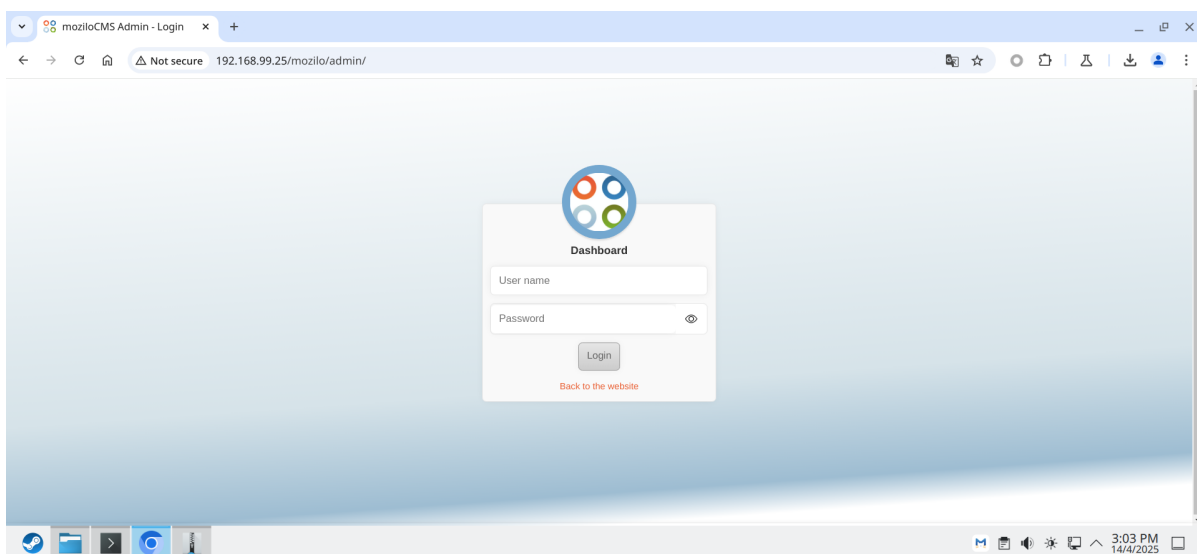 moziloCMS Admin - Login
Not secure 192.168.99.25/mozilo/admin/
Dashboard
User name
Password
Login
Back to the website
M
3:03 PM
14/4/2025